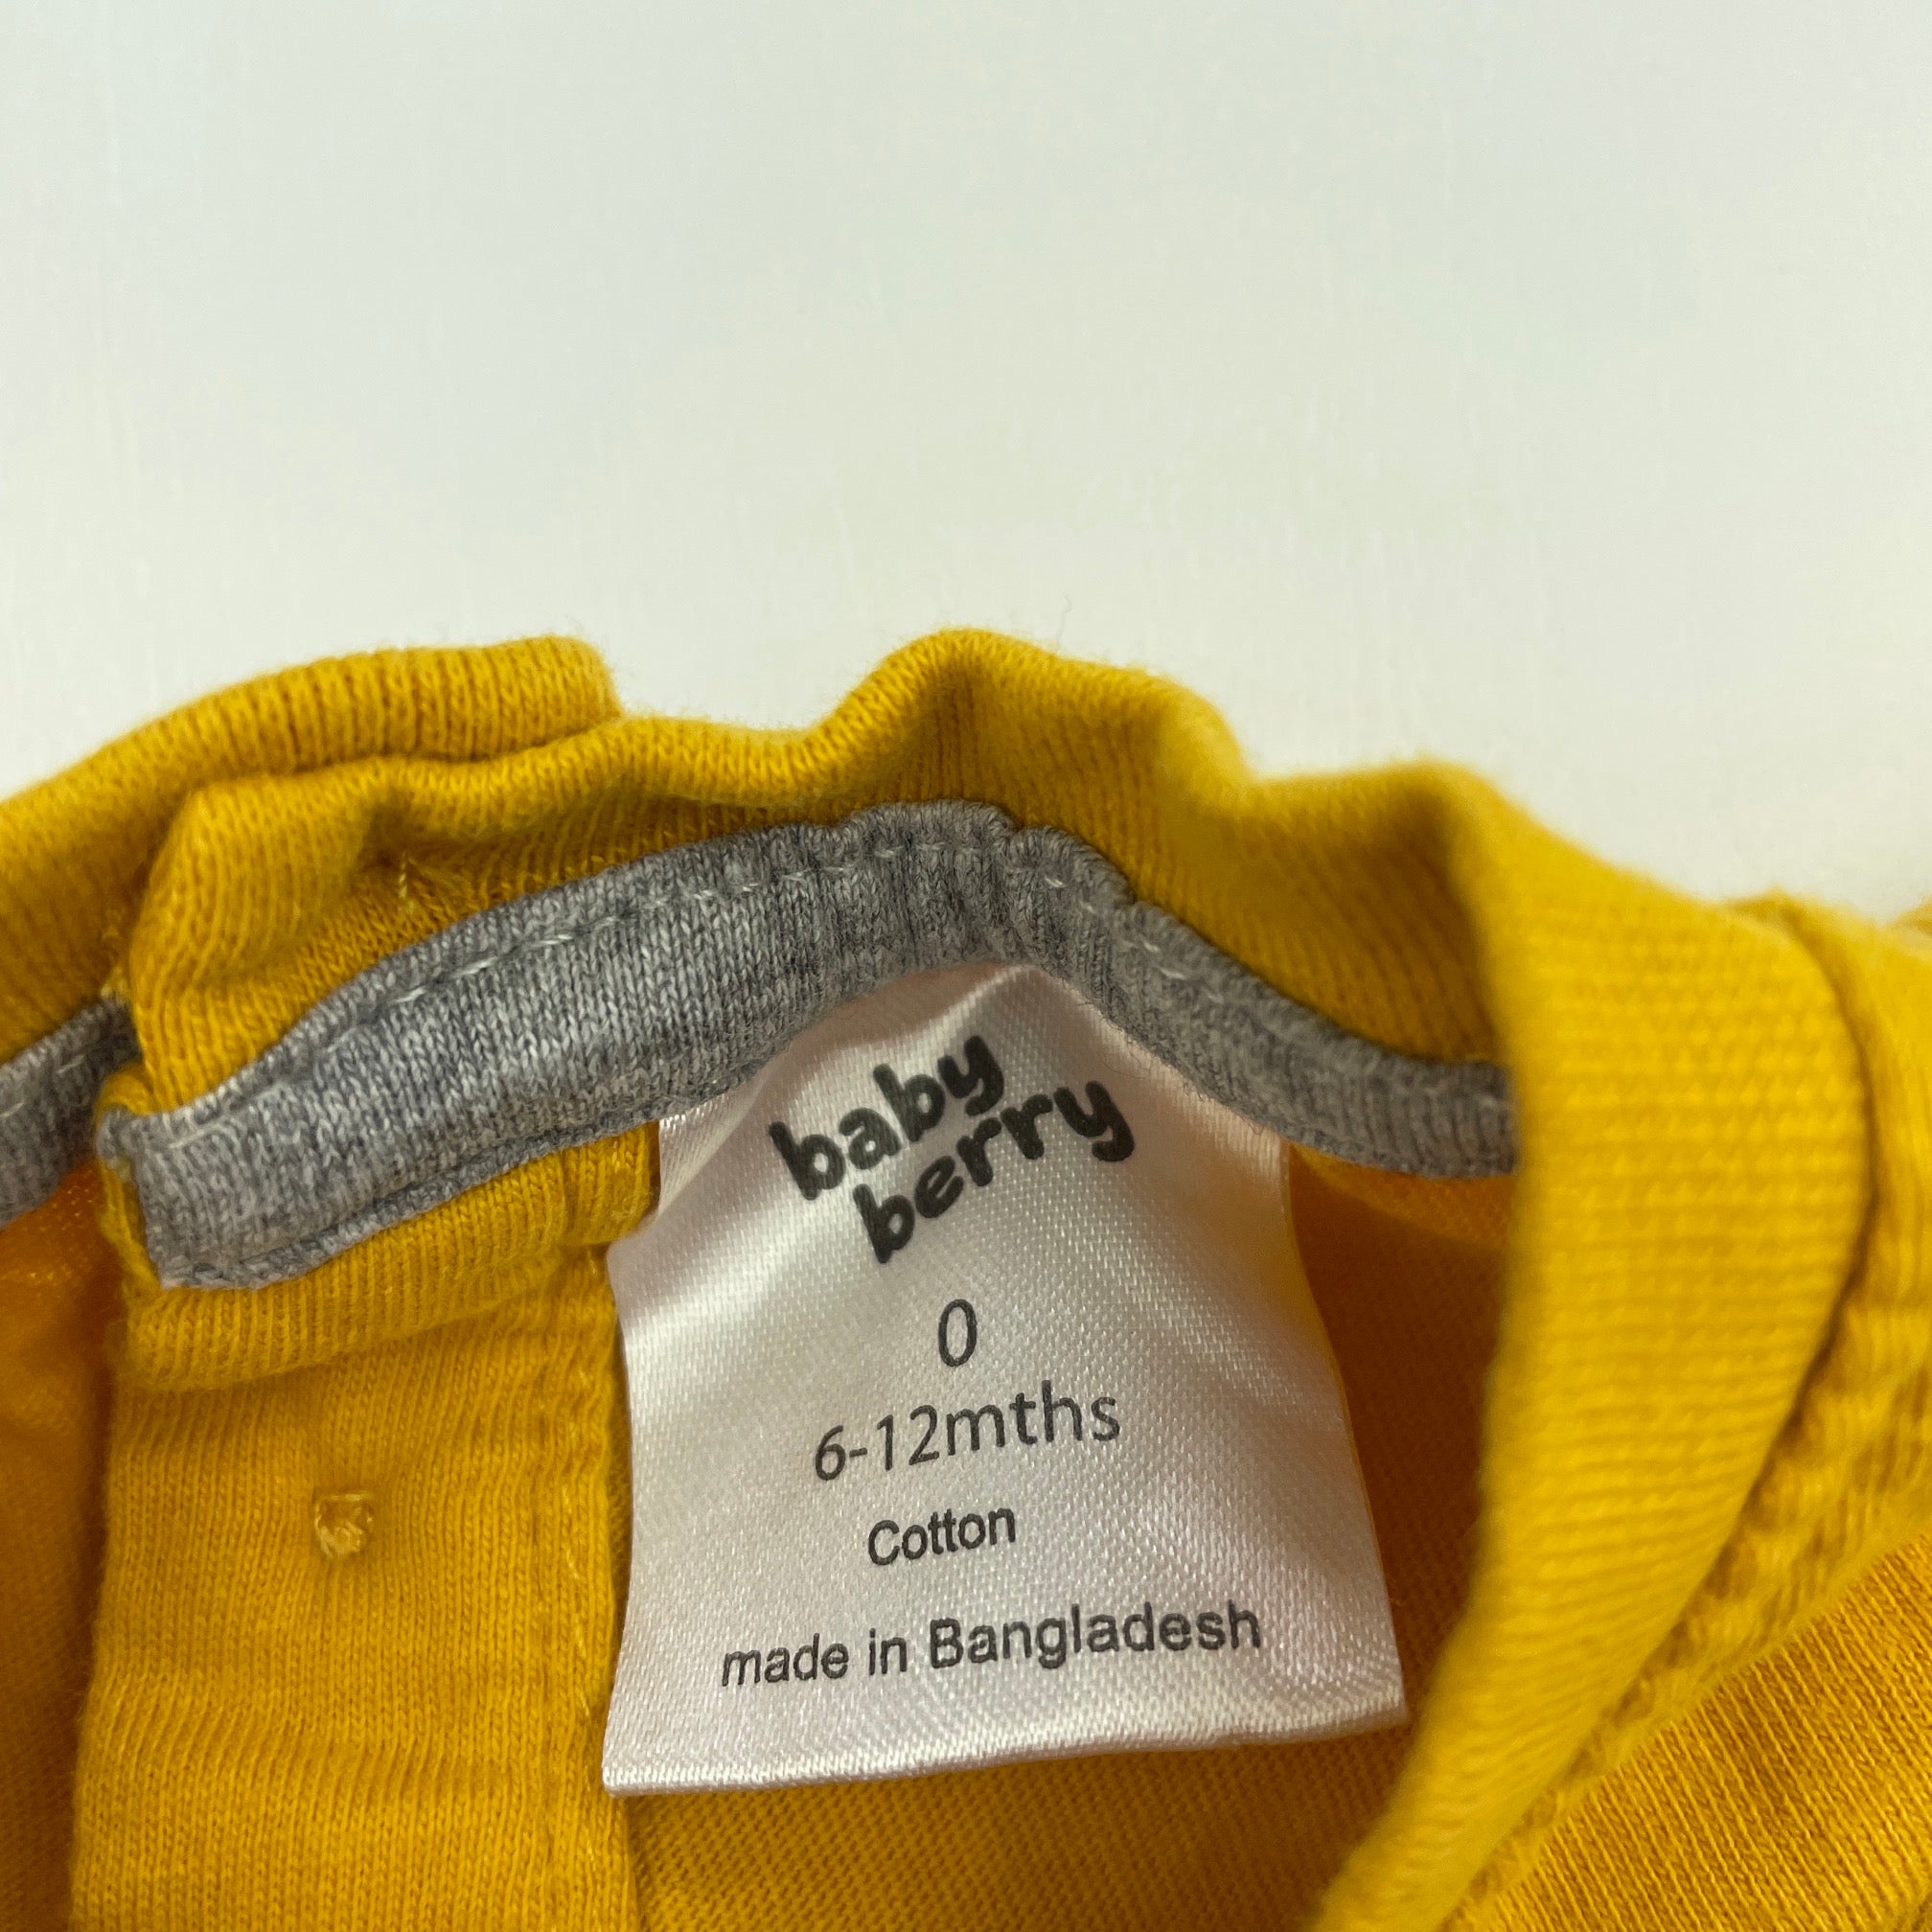 baby
berry
0
6-12mths
Cotton
made in Bangladesh